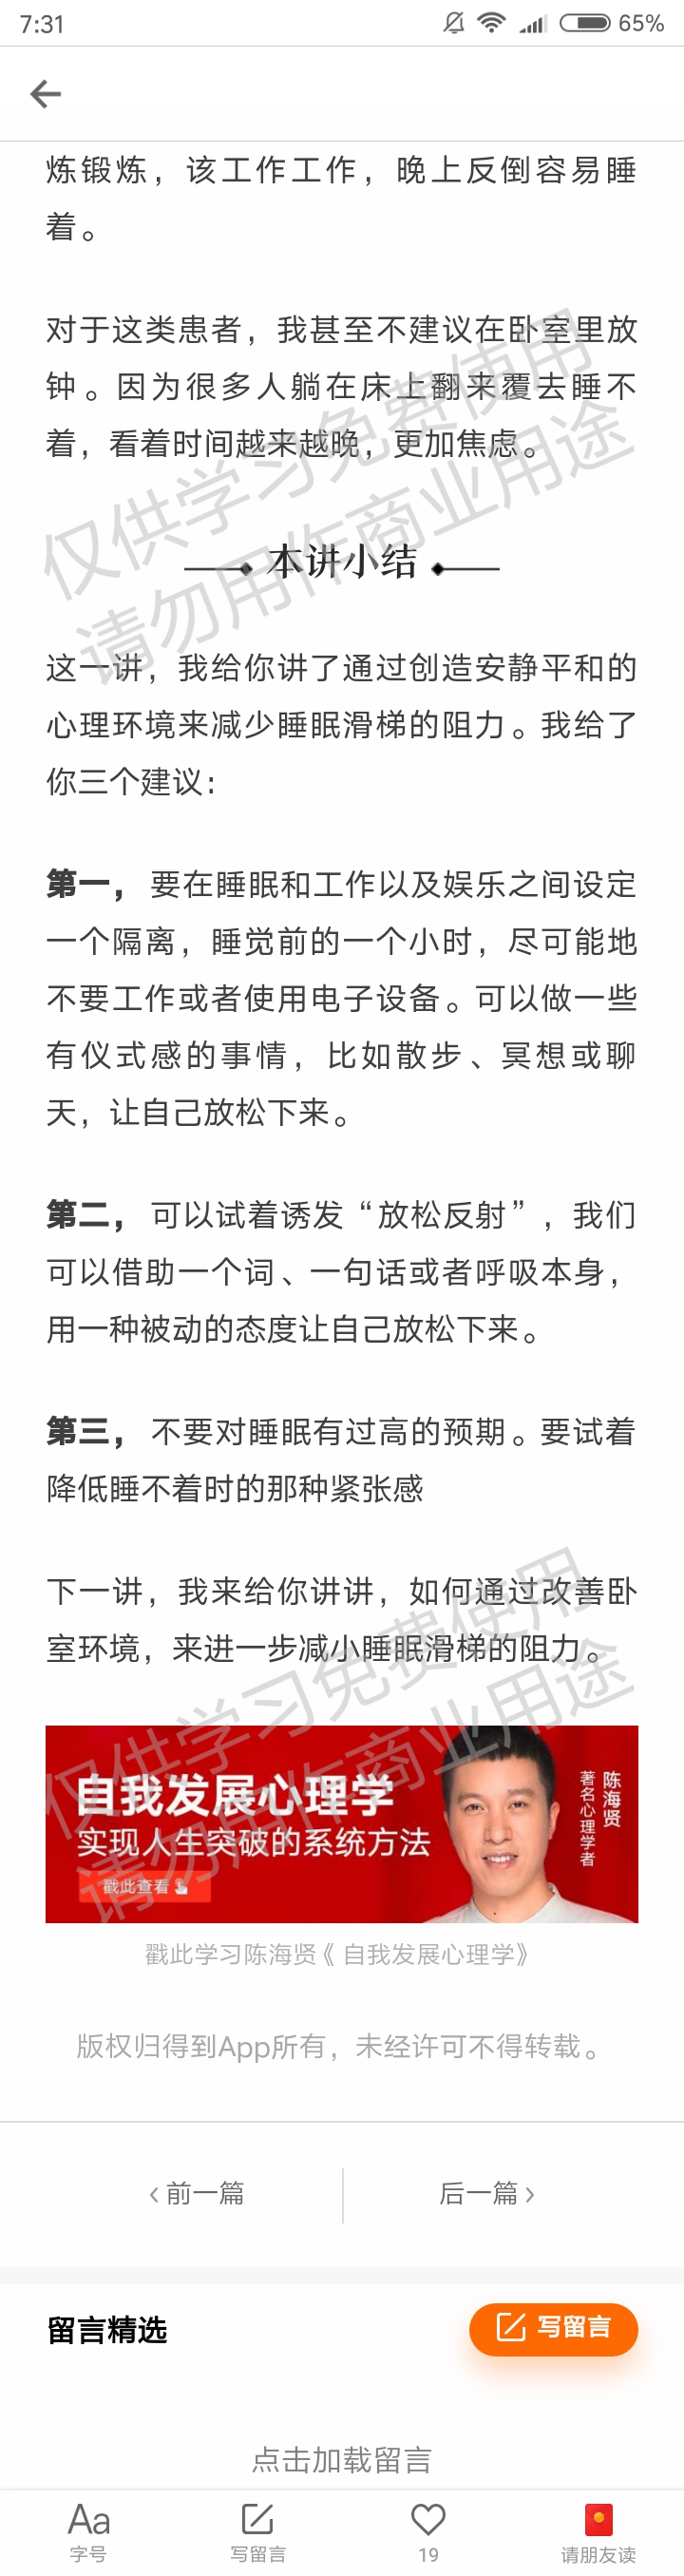 7:31
65%
炼锻炼，该工作工作，晚上反倒容易睡
着。
对于这类患者，我甚至不建议在卧室里放
钟。因为很多人躺在床上翻来覆去睡不
着，看着时间越来越晚，更加焦虑。
仅供学习免费使用
请勿用作商业用途
本讲小结
这一讲，我给你讲了通过创造安静平和的
心理环境来减少睡眠滑梯的阻力。我给了
你三个建议：
第一，要在睡眠和工作以及娱乐之间设定
一个隔离，睡觉前的一个小时，尽可能地
不要工作或者使用电子设备。可以做一些
有仪式感的事情，比如散步、冥想或聊
天，让自己放松下来。
第二，可以试着诱发“放松反射”，我们
可以借助一个词、一句话或者呼吸本身，
用一种被动的态度让自己放松下来。
第三，不要对睡眠有过高的预期。要试着
降低睡不着时的那种紧张感
下一讲，我来给你讲讲，如何通过改善卧
室环境，来进一步减小睡眠滑梯的阻力。
仅供学习免费使用
请勿用作商业用途
自我发展心理学
实现人生突破的系统方法
戳此查看
陈海贤
著名心理学者
戳此学习陈海贤《自我发展心理学》
版权归得到App所有，未经许可不得转载。
‹ 前一篇
后一篇 ›
留言精选
写留言
点击加载留言
Aa
字号
写留言
19
请朋友读